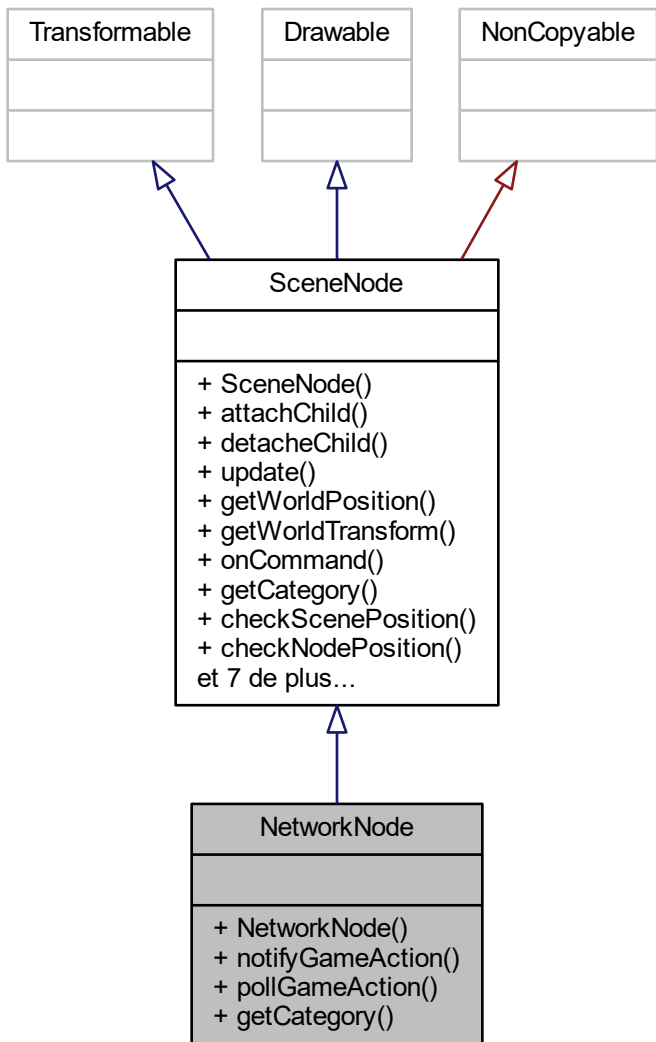 Transformable
Drawable
NonCopyable
SceneNode
+ SceneNode()
+ attachChild()
+ detacheChild()
+ update()
+ getWorldPosition()
+ getWorldTransform()
+ onCommand()
+ getCategory()
+ checkScenePosition()
+ checkNodePosition()
et 7 de plus...
NetworkNode
+ NetworkNode()
+ notifyGameAction()
+ pollGameAction()
+ getCategory()